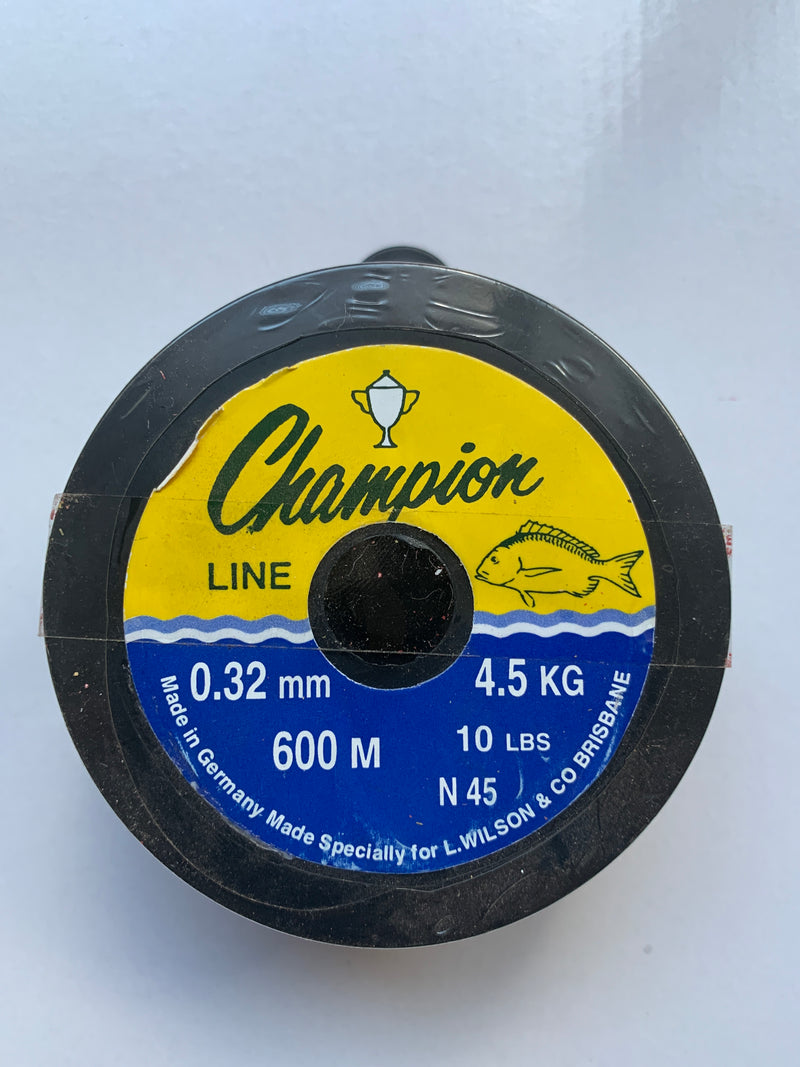 Champion
LINE
0.32 mm
4.5 KG
600 M
10 LBS
N 45
Made in Germany Made Specially for L.WILSON & CO BRISBANE